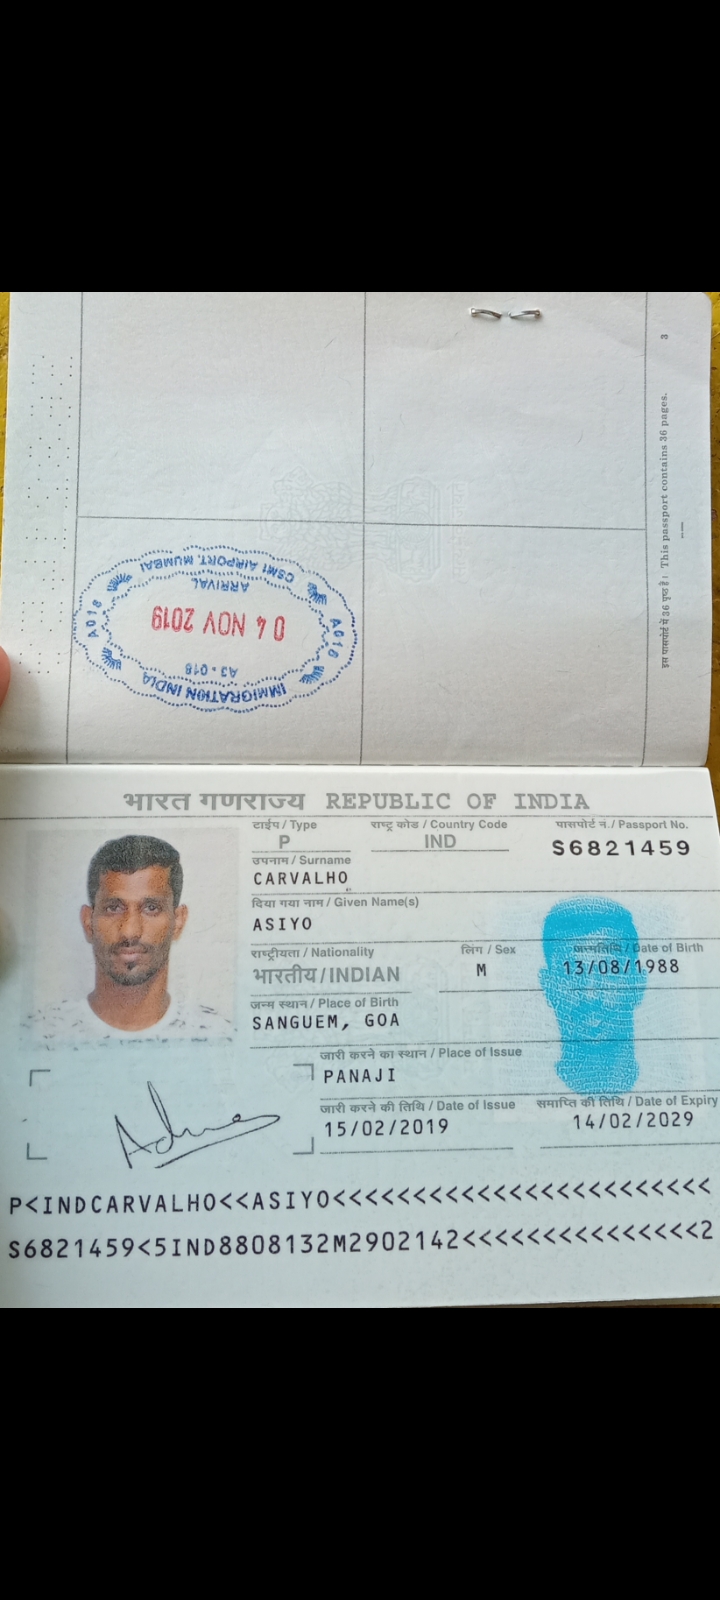 3
इस पासपोर्ट में 36 पृष्ठ है। This passport contains 36 pages.
IMMIGRATION INDIA
A3.018
A018
04 NOV 2019
A018
ARRIVAL
CSMI AIRPORT, MUMBAI
भारत गणराज्य REPUBLIC OF INDIA
टाईप / Type
राष्ट्र कोड / Country Code
पासपोर्ट नं. / Passport No.
P
IND
S6821459
उपनाम / Surname
CARVALHO
दिया गया नाम / Given Name(s)
ASIYO
राष्ट्रीयता / Nationality
लिंग / Sex
जन्मतिथि / Date of Birth
भारतीय / INDIAN
M
13/08/1988
जन्म स्थान / Place of Birth
SANGUEM, GOA
जारी करने का स्थान / Place of Issue
PANAJI
जारी करने की तिथि / Date of Issue
समाप्ति की तिथि / Date of Expiry
15/02/2019
14/02/2029
P<INDCARVALHO<<ASIYO<<<<<<<<<<<<<<<<<<<<<<<<
S6821459<5IND8808132M2902142<<<<<<<<<<<<<<<2